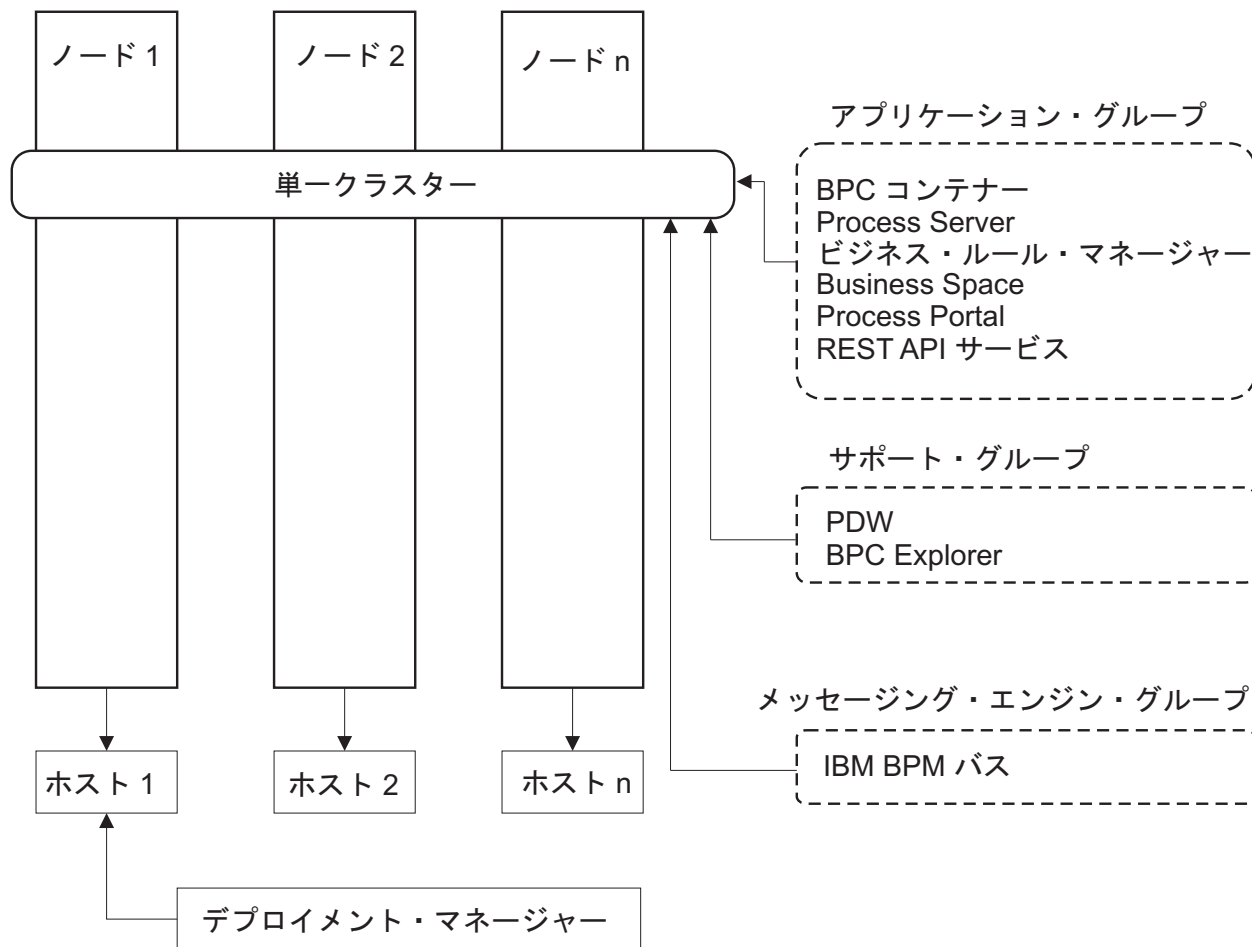 ノード 1
ノード 2
ノード n
単一クラスター
アプリケーション・グループ
BPC コンテナー
Process Server
ビジネス・ルール・マネージャー
Business Space
Process Portal
REST API サービス
サポート・グループ
PDW
BPC Explorer
メッセージング・エンジン・グループ
IBM BPM バス
ホスト 1
ホスト 2
ホスト n
デプロイメント・マネージャー